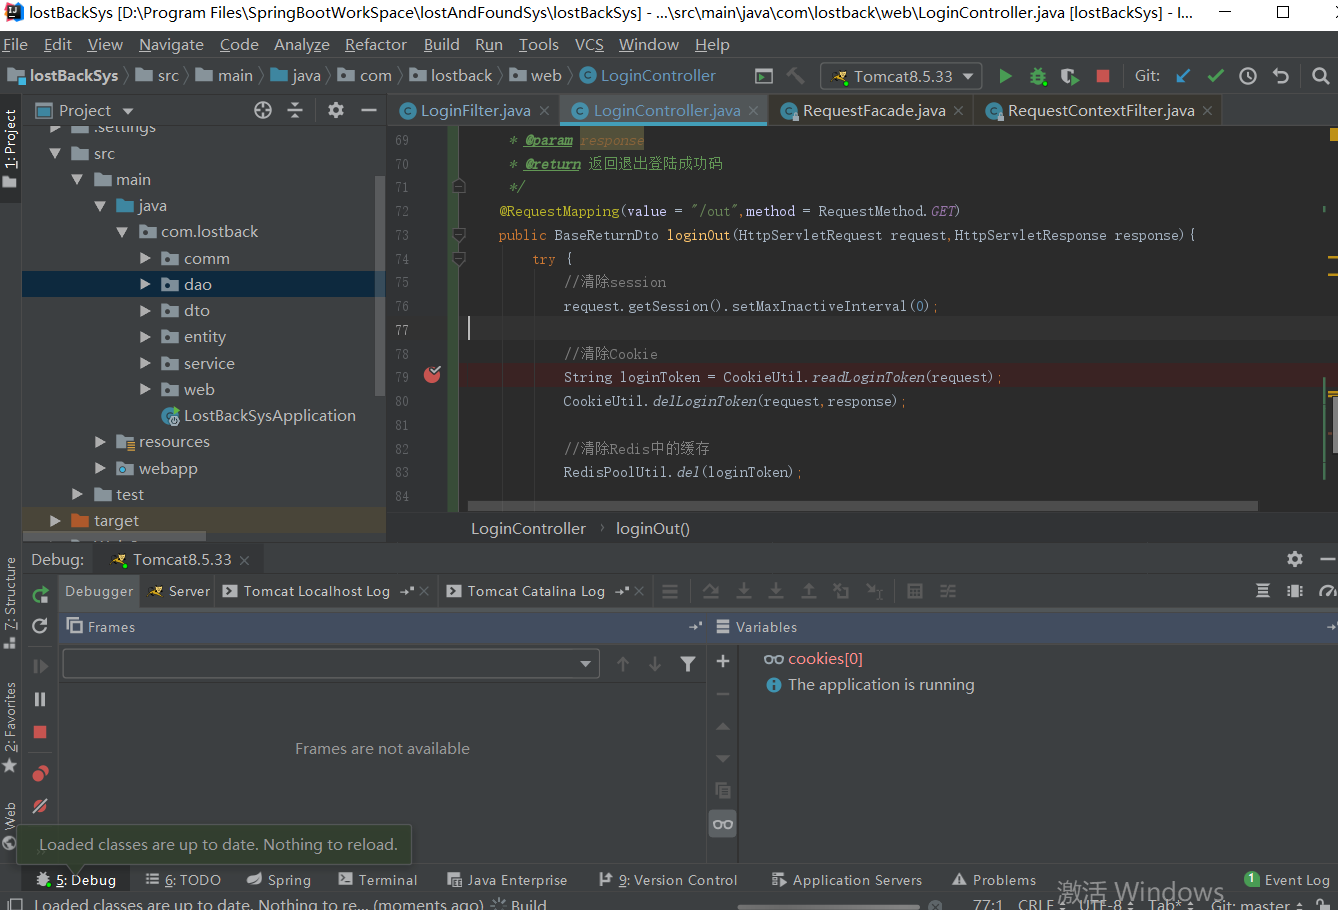 lostBackSys [D:\Program Files\SpringBootWorkSpace\lostAndFoundSys\lostBackSys] - ...\src\main\java\com\lostback\web\LoginController.java [lostBackSys] - I...
File Edit View Navigate Code Analyze Refactor Build Run Tools VCS Window Help
lostBackSys src main java com lostback web LoginController Tomcat8.5.33 Git:
1: Project
Project LoginFilter.java LoginController.java RequestFacade.java RequestContextFilter.java
.settings
src
main
java
com.lostback
comm
dao
dto
entity
service
web
LostBackSysApplication
resources
webapp
test
target
69 * @param response
70 * @return 返回退出登陆成功码
71 */
72 @RequestMapping(value = "/out",method = RequestMethod.GET)
73 public BaseReturnDto loginOut(HttpServletRequest request,HttpServletResponse response){
74 try {
75 //清除session
76 request.getSession().setMaxInactiveInterval(0);
77
78 //清除Cookie
79 String loginToken = CookieUtil.readLoginToken(request);
80 CookieUtil.delLoginToken(request,response);
81
82 //清除Redis中的缓存
83 RedisPoolUtil.del(loginToken);
84
LoginController loginOut()
Debug: Tomcat8.5.33
Debugger Server Tomcat Localhost Log Tomcat Catalina Log
Z: Structure
2: Favorites
Web
Frames Variables
cookies[0]
The application is running
Frames are not available
Loaded classes are up to date. Nothing to reload.
5: Debug 6: TODO Spring Terminal Java Enterprise 9: Version Control Application Servers Problems 1 Event Log
激活 Windows
Loaded classes are up to date. Nothing to re... (moments ago) Build 77:1 CRLF UTF-8 Tab* Git: master